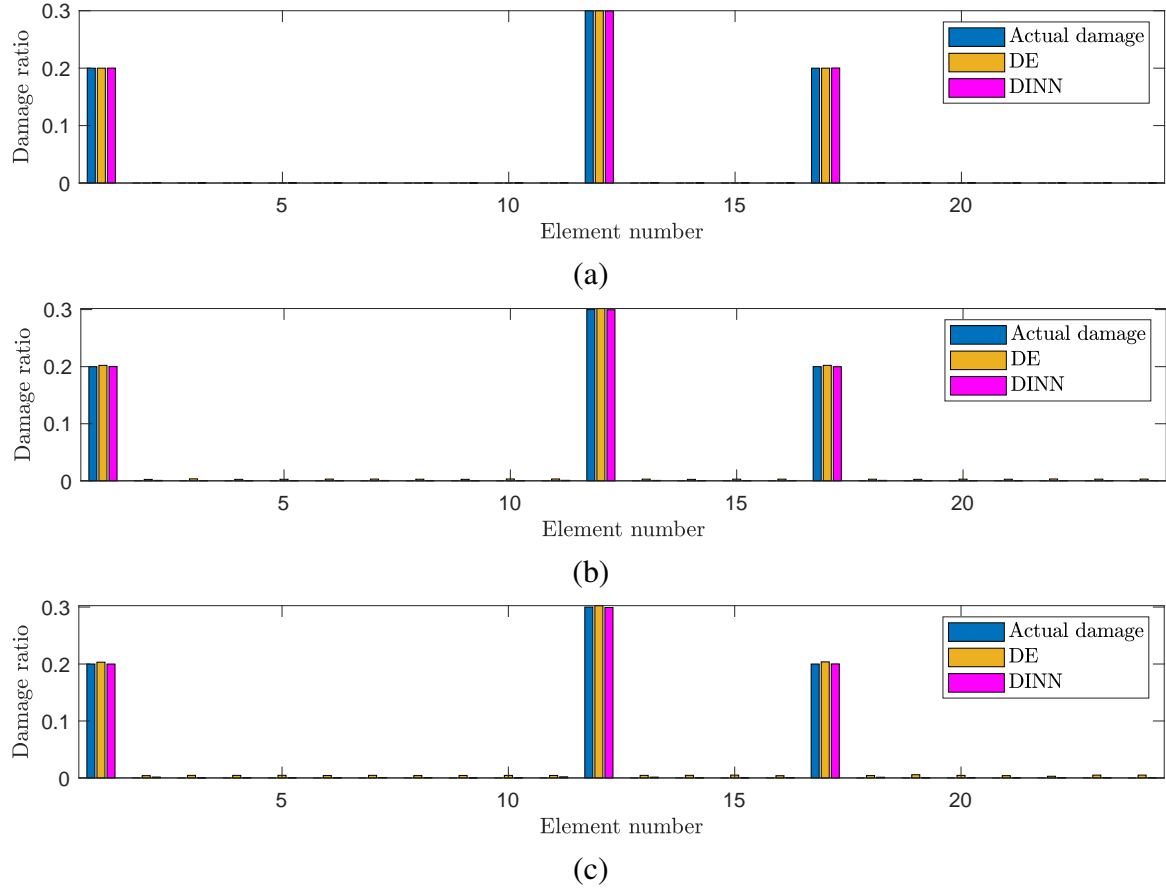 0.3
0.2
0.1
0
Damage ratio
Actual damage
DE
DINN
5
10
15
20
Element number
(a)
0.3
0.2
0.1
0
Damage ratio
Actual damage
DE
DINN
5
10
15
20
Element number
(b)
0.3
0.2
0.1
0
Damage ratio
Actual damage
DE
DINN
5
10
15
20
Element number
(c)